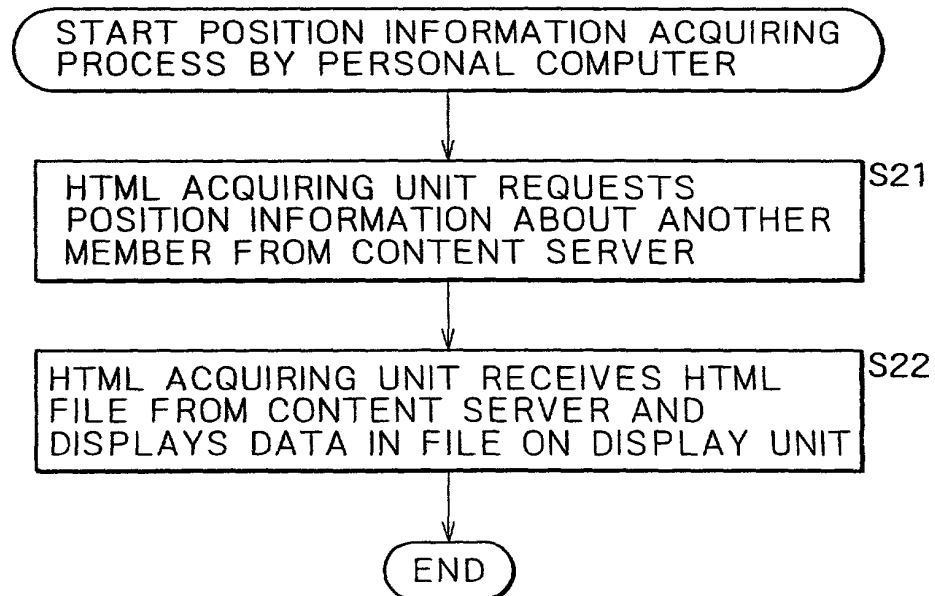 START POSITION INFORMATION ACQUIRING
PROCESS BY PERSONAL COMPUTER
S21
HTML ACQUIRING UNIT REQUESTS
POSITION INFORMATION ABOUT ANOTHER
MEMBER FROM CONTENT SERVER
S22
HTML ACQUIRING UNIT RECEIVES HTML
FILE FROM CONTENT SERVER AND
DISPLAYS DATA IN FILE ON DISPLAY UNIT
END